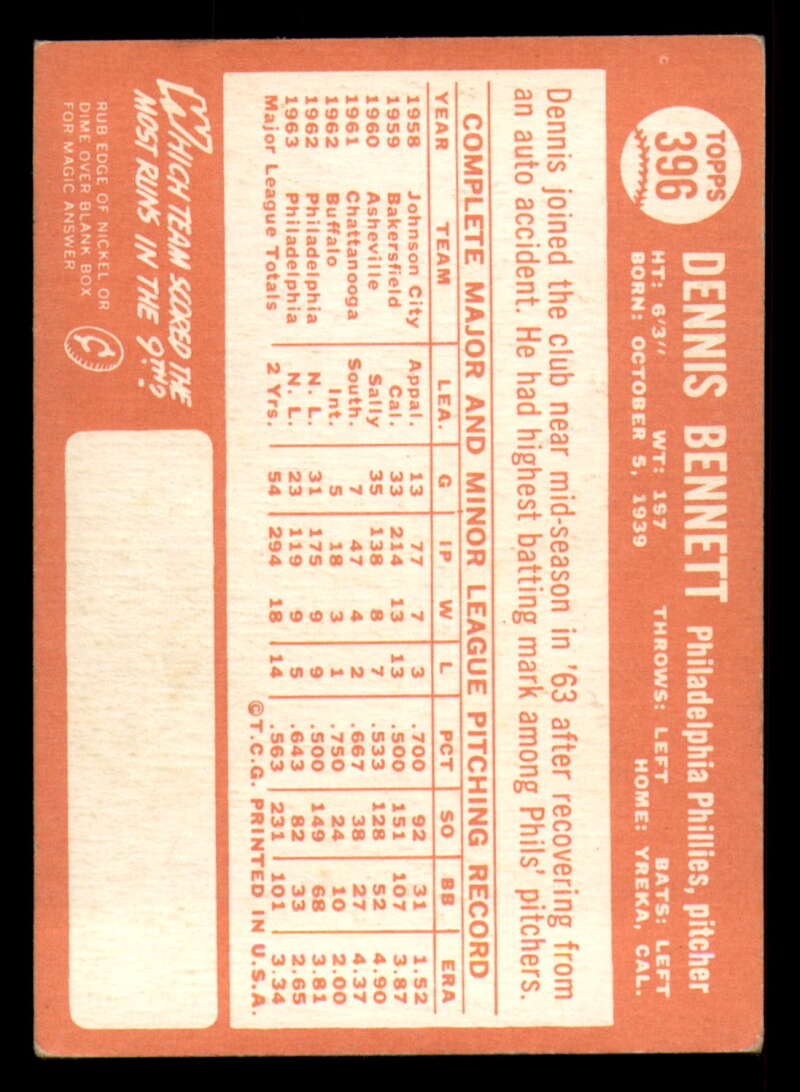 TOPPS
396
DENNIS BENNETT Philadelphia Phillies, pitcher
HT: 6'3" WT: 157 THROWS: LEFT BATS: LEFT
BORN: OCTOBER 5, 1939 HOME: YREKA, CAL.
Dennis joined the club near mid-season in '63 after recovering from
an auto accident. He had highest batting mark among Phils' pitchers.
COMPLETE MAJOR AND MINOR LEAGUE PITCHING RECORD
YEAR TEAM LEA. G IP W L PCT SO BB ERA
1958 Johnson City Appal. 13 77 7 3 .700 92 31 1.52
1959 Bakersfield Cal. 33 214 13 13 .500 151 107 3.87
1960 Asheville Sally 35 138 8 7 .533 128 52 4.90
1961 Chattanooga South. 7 47 4 2 .667 38 27 4.37
1962 Buffalo Int. 5 18 3 1 .750 24 10 2.00
1962 Philadelphia N. L. 31 175 9 9 .500 149 68 3.81
1963 Philadelphia N. L. 23 119 9 5 .643 82 33 2.65
Major League Totals 2 Yrs. 54 294 18 14 .563 231 101 3.34
©T.C.G. PRINTED IN U.S.A.
WHICH TEAM SCORED THE
MOST RUNS IN THE 9TH?
RUB EDGE OF NICKEL OR
DIME OVER BLANK BOX
FOR MAGIC ANSWER